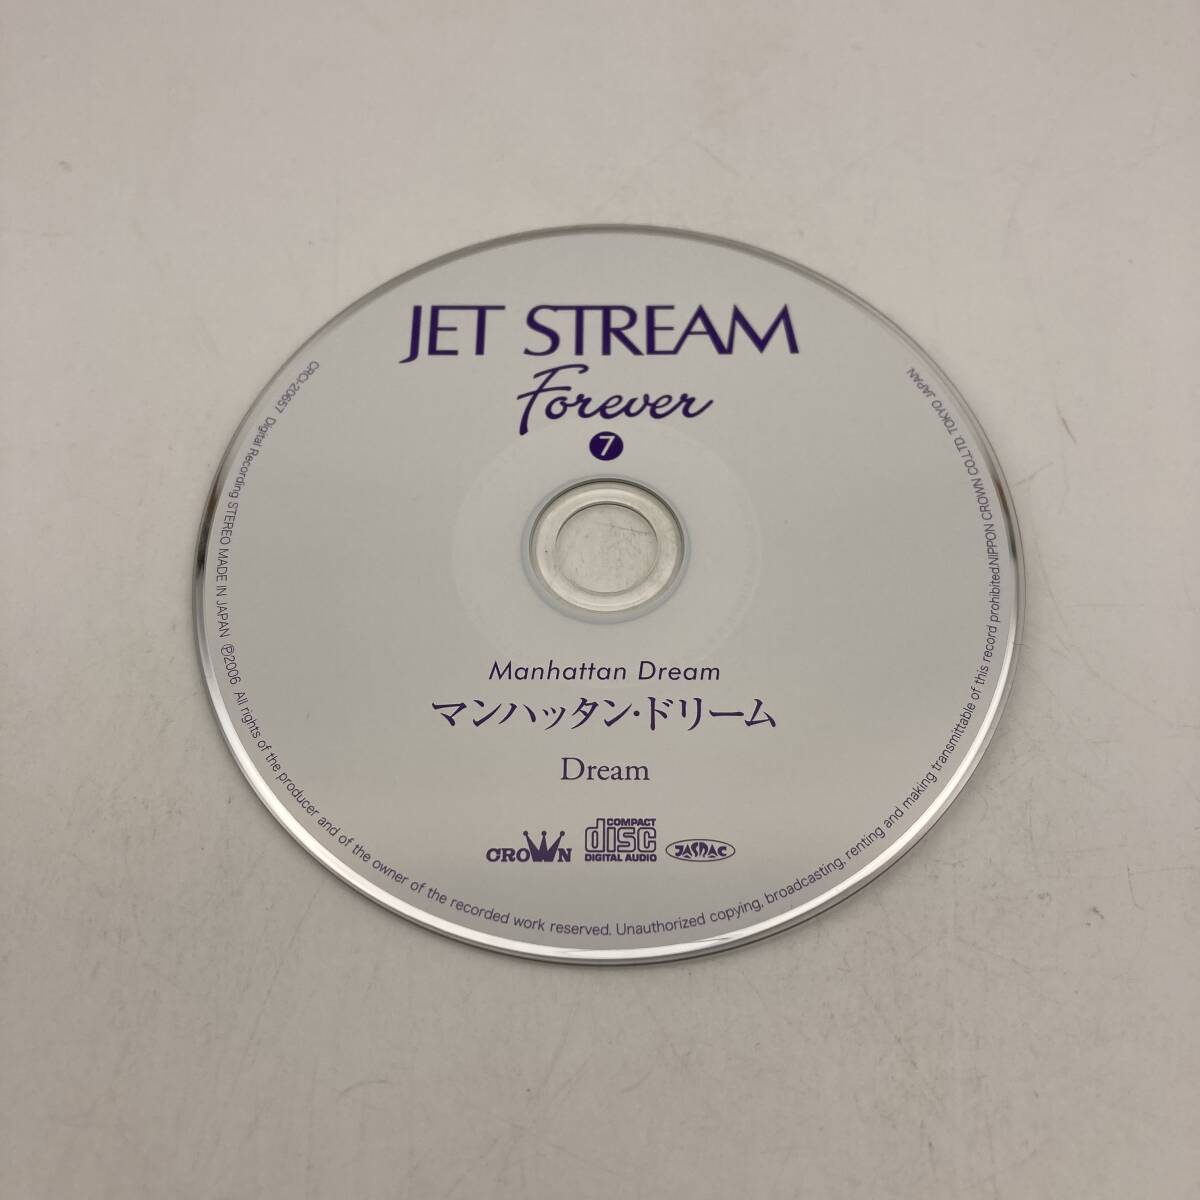 JET STREAM
Forever
7
Manhattan Dream
マンハッタン・ドリーム
Dream
CROWN
COMPACT
disc
DIGITAL AUDIO
JASRAC
CRCI-20657 Digital Recording STEREO MADE IN JAPAN Ⓟ2006 All rights of the producer and of the owner of the recorded work reserved. Unauthorized copying, broadcasting, renting and making transmittable of this record prohibited.NIPPON CROWN CO.LTD. TOKYO JAPAN